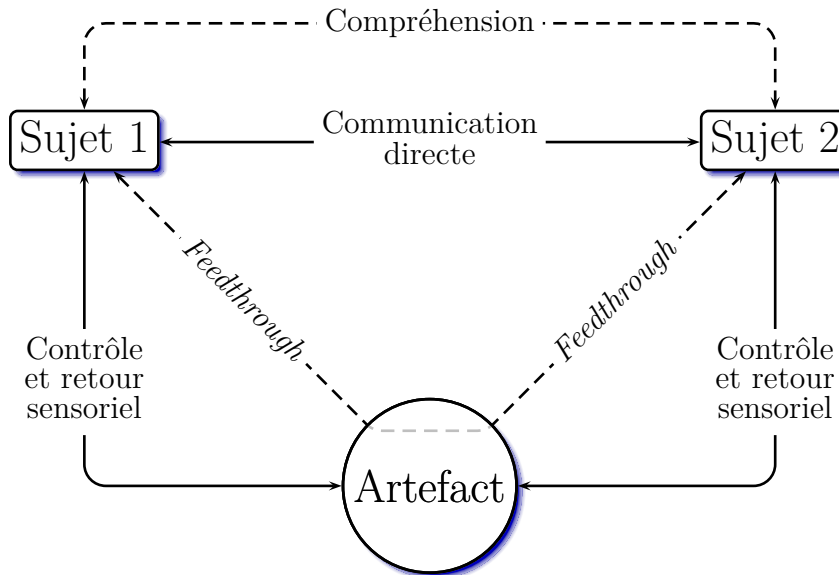 Compréhension
Sujet 1
Communication
directe
Sujet 2
Feedthrough
Feedthrough
Contrôle
et retour
sensoriel
Contrôle
et retour
sensoriel
Artefact